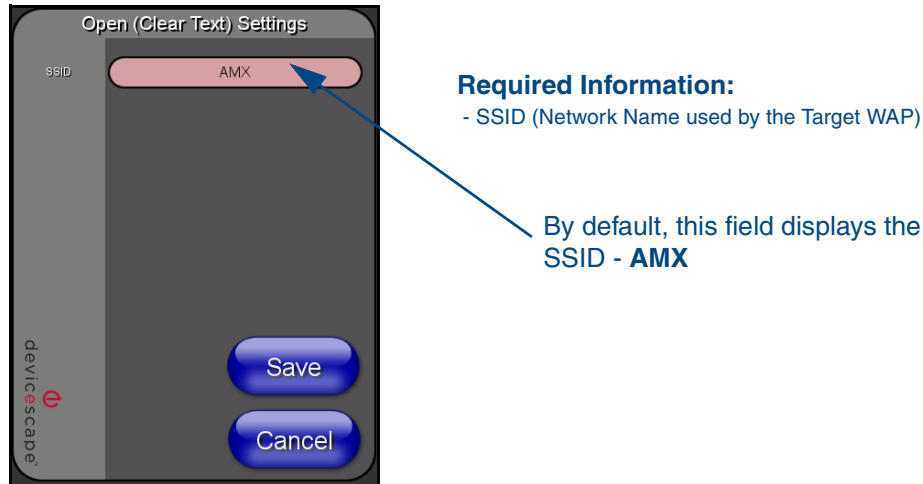 Open (Clear Text) Settings
SSID
AMX
Required Information:
- SSID (Network Name used by the Target WAP)
By default, this field displays the
SSID - AMX
Save
Cancel
devicescape
e